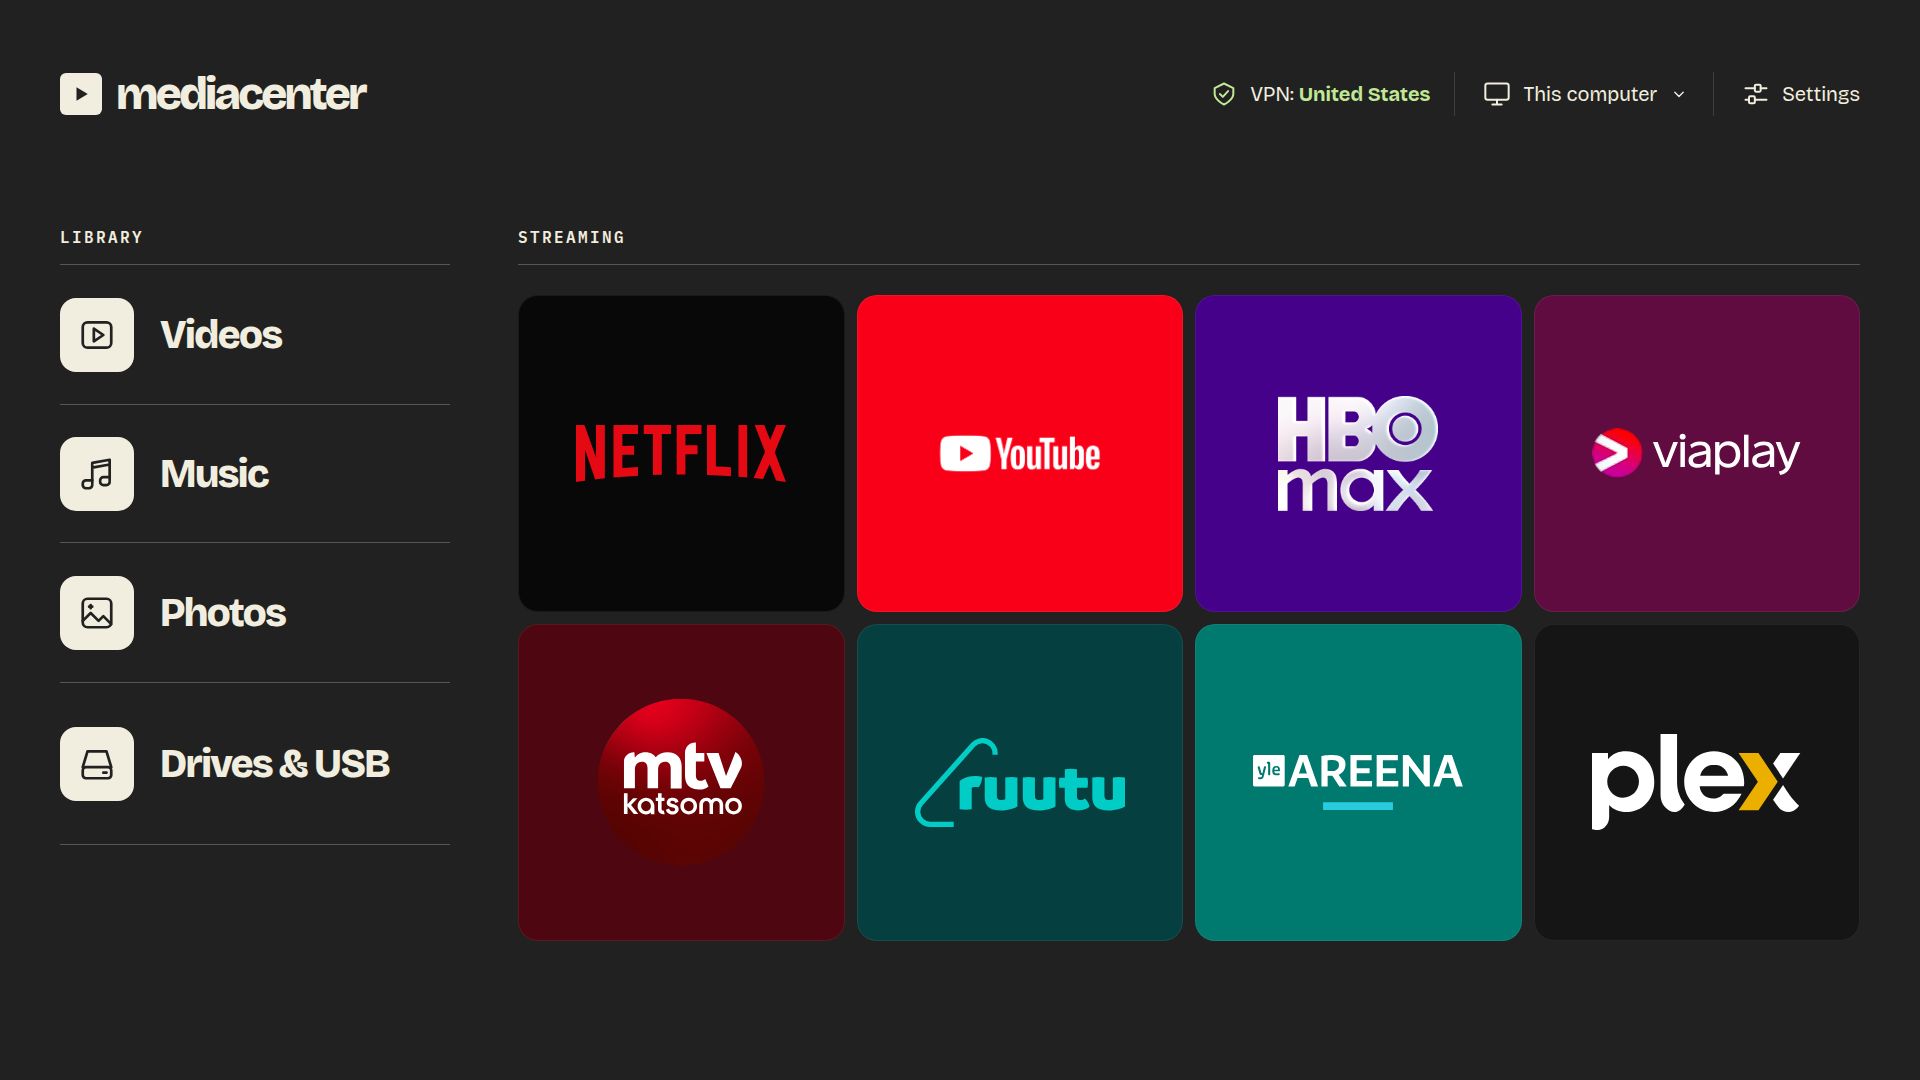 mediacenter
VPN: United States
This computer
Settings
LIBRARY
Videos
Music
Photos
Drives & USB
STREAMING
NETFLIX
YouTube
HBO
max
viaplay
mtv
katsomo
ruutu
yle AREENA
plex